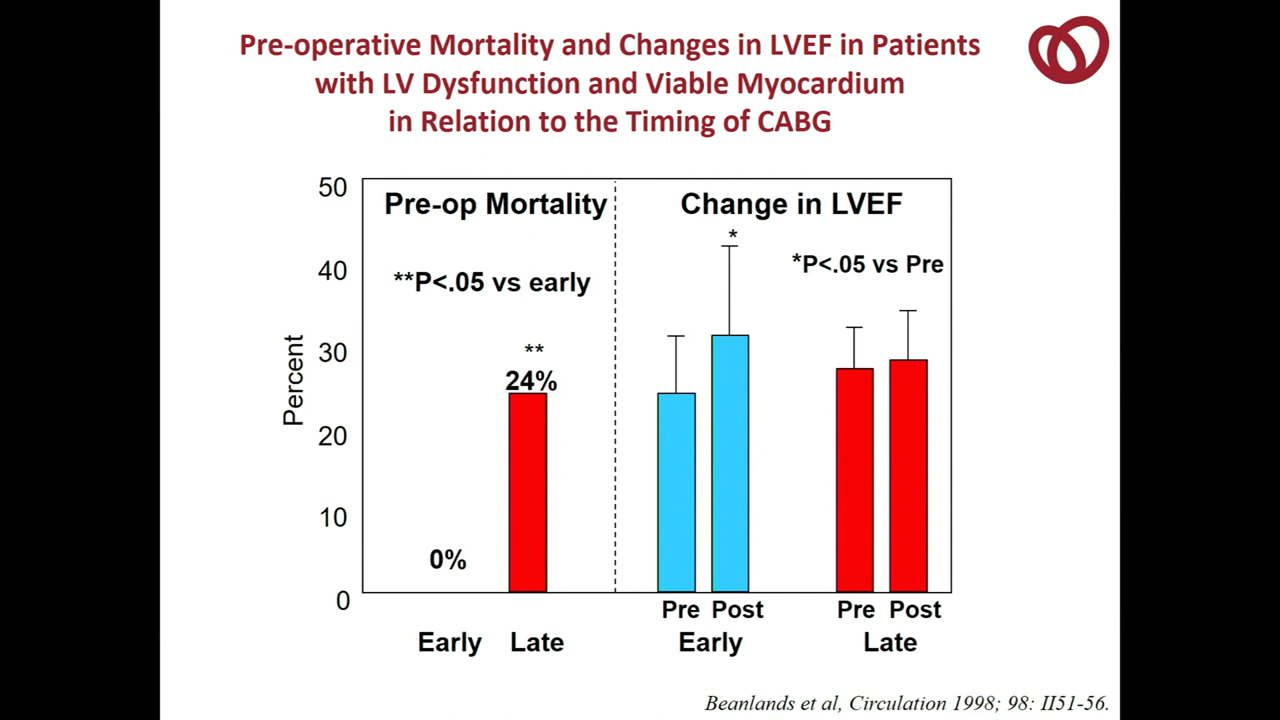 Pre-operative Mortality and Changes in LVEF in Patients
with LV Dysfunction and Viable Myocardium
in Relation to the Timing of CABG
Percent
50
40
30
20
10
0
Pre-op Mortality
**P<.05 vs early
**
24%
0%
Early Late
Change in LVEF
*
*P<.05 vs Pre
Pre Post
Early
Pre Post
Late
Beanlands et al, Circulation 1998; 98: II51-56.